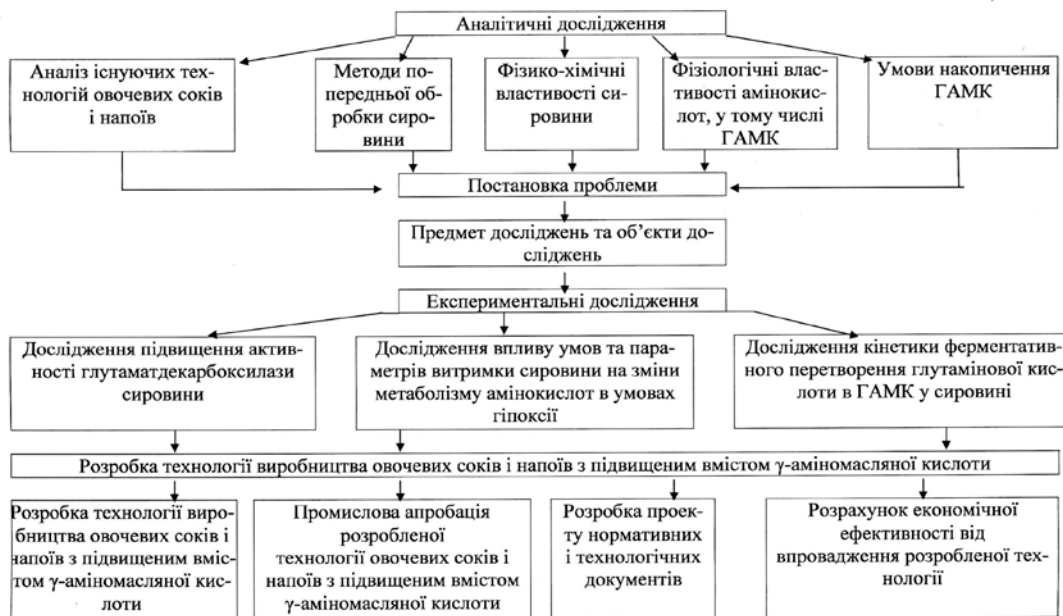 Аналітичні дослідження
Аналіз існуючих тех-
нологій овочевих соків
і напоїв
Методи по-
передньої об-
робки сиро-
вини
Фізико-хімічні
властивості си-
ровини
Фізіологічні влас-
тивості амінокис-
лот, у тому числі
ГАМК
Умови накопичення
ГАМК
Постановка проблеми
Предмет досліджень та об’єкти до-
сліджень
Експериментальні дослідження
Дослідження підвищення актив-
ності глутаматдекарбоксилази
сировини
Дослідження впливу умов та пара-
метрів витримки сировини на зміни
метаболізму амінокислот в умовах
гіпоксії
Дослідження кінетики ферментатив-
ного перетворення глутамінової кис-
лоти в ГАМК у сировині
Розробка технології виробництва овочевих соків і напоїв з підвищеним вмістом γ-аміномасляної кислоти
Розробка технології виро-
бництва овочевих соків і
напоїв з підвищеним вміс-
том γ-аміномасляної кис-
лоти
Промислова апробація
розробленої
технології овочевих соків і
напоїв з підвищеним вмістом
γ-аміномасляної кислоти
Розробка проек-
ту нормативних
і технологічних
документів
Розрахунок економічної
ефективності від
впровадження розробленої тех-
нології